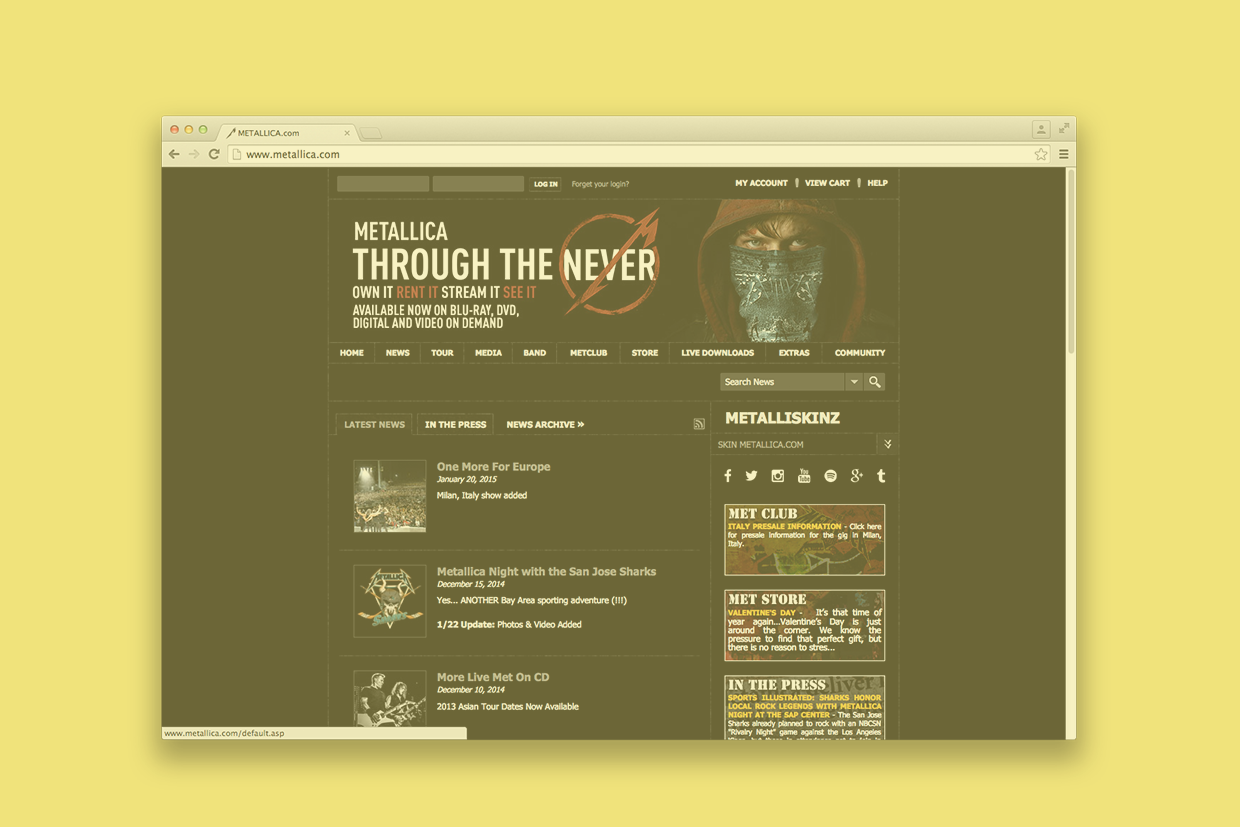 METALLICA.com
www.metallica.com
LOG IN Forget your login? MY ACCOUNT VIEW CART HELP
METALLICA
THROUGH THE NEVER
OWN IT RENT IT STREAM IT SEE IT
AVAILABLE NOW ON BLU-RAY, DVD,
DIGITAL AND VIDEO ON DEMAND
HOME NEWS TOUR MEDIA BAND METCLUB STORE LIVE DOWNLOADS EXTRAS COMMUNITY
Search News
LATEST NEWS IN THE PRESS NEWS ARCHIVE »
One More For Europe
January 20, 2015
Milan, Italy show added
Metallica Night with the San Jose Sharks
December 15, 2014
Yes... ANOTHER Bay Area sporting adventure (!!!)
1/22 Update: Photos & Video Added
More Live Met On CD
December 10, 2014
2013 Asian Tour Dates Now Available
METALLISKINZ
SKIN METALLICA.COM
You
Tube
MET CLUB
ITALY PRESALE INFORMATION - Click here
for presale information for the gig in Milan,
Italy.
MET STORE
VALENTINE'S DAY - It's that time of
year again...Valentine's Day is just
around the corner. We know the
pressure to find that perfect gift, but
there is no reason to stres...
IN THE PRESS
SPORTS ILLUSTRATED: SHARKS HONOR
LOCAL ROCK LEGENDS WITH METALLICA
NIGHT AT THE SAP CENTER - The San Jose
Sharks already planned to rock with an NBCSN
"Rivalry Night" game against the Los Angeles
www.metallica.com/default.asp